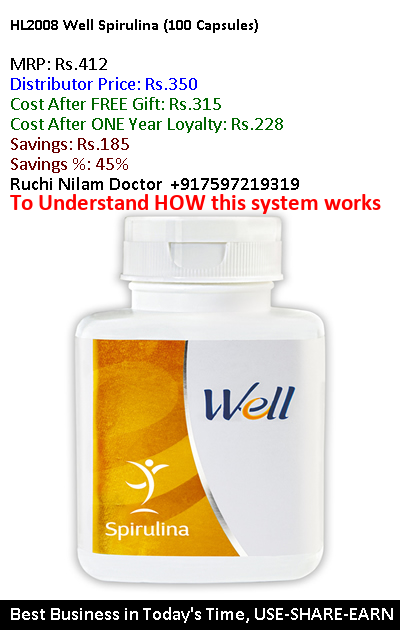 HL2008 Well Spirulina (100 Capsules)
MRP: Rs.412
Distributor Price: Rs.350
Cost After FREE Gift: Rs.315
Cost After ONE Year Loyalty: Rs.228
Savings: Rs.185
Savings %: 45%
Ruchi Nilam Doctor +917597219319
To Understand HOW this system works
Well
Spirulina
Best Business in Today's Time, USE-SHARE-EARN